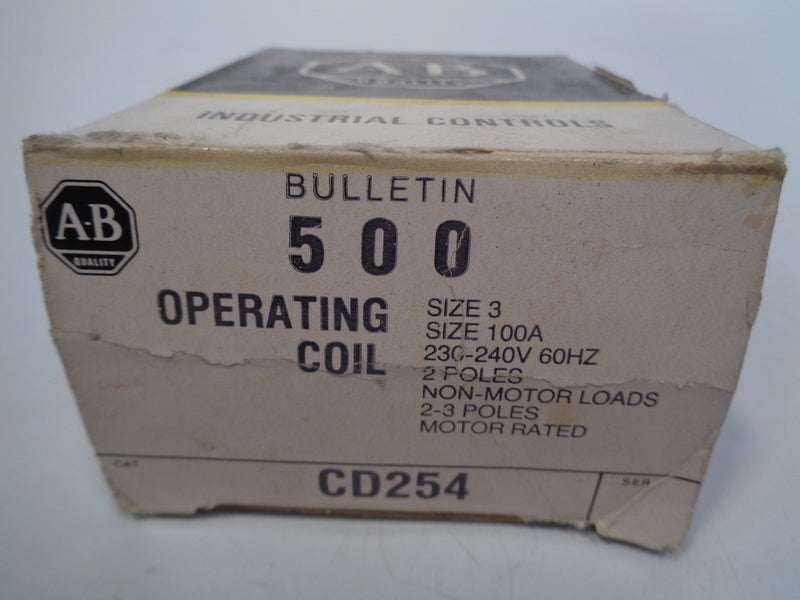 A-B
QUALITY
INDUSTRIAL CONTROLS
A-B
QUALITY
BULLETIN
500
OPERATING
COIL
SIZE 3
SIZE 100A
230-240V 60HZ
2 POLES
NON-MOTOR LOADS
2-3 POLES
MOTOR RATED
CAT
CD254
SER